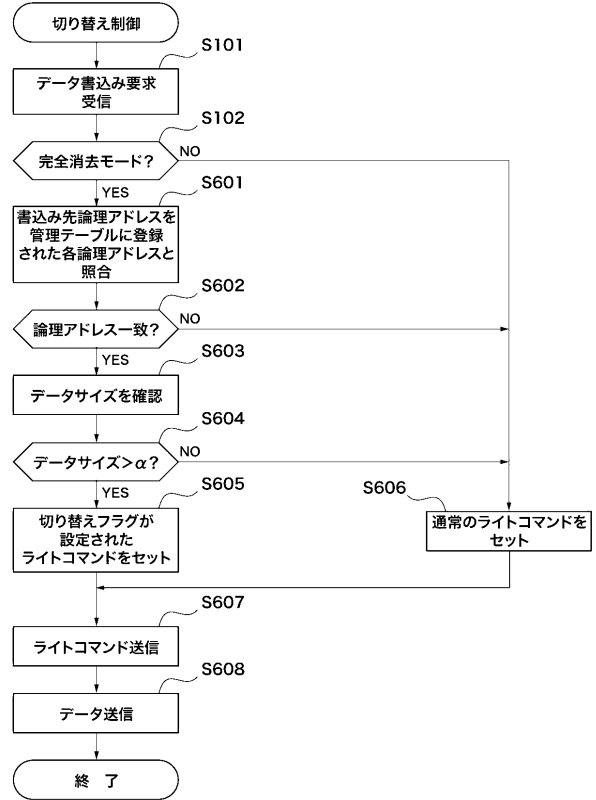 切り替え制御
S101
データ書込み要求
受信
S102
完全消去モード？
NO
YES
S601
書込み先論理アドレスを
管理テーブルに登録
された各論理アドレスと
照合
S602
論理アドレス一致？
NO
YES
S603
データサイズを確認
S604
データサイズ＞α？
NO
YES
S605
切り替えフラグが
設定された
ライトコマンドをセット
S606
通常のライトコマンドを
セット
S607
ライトコマンド送信
S608
データ送信
終　了